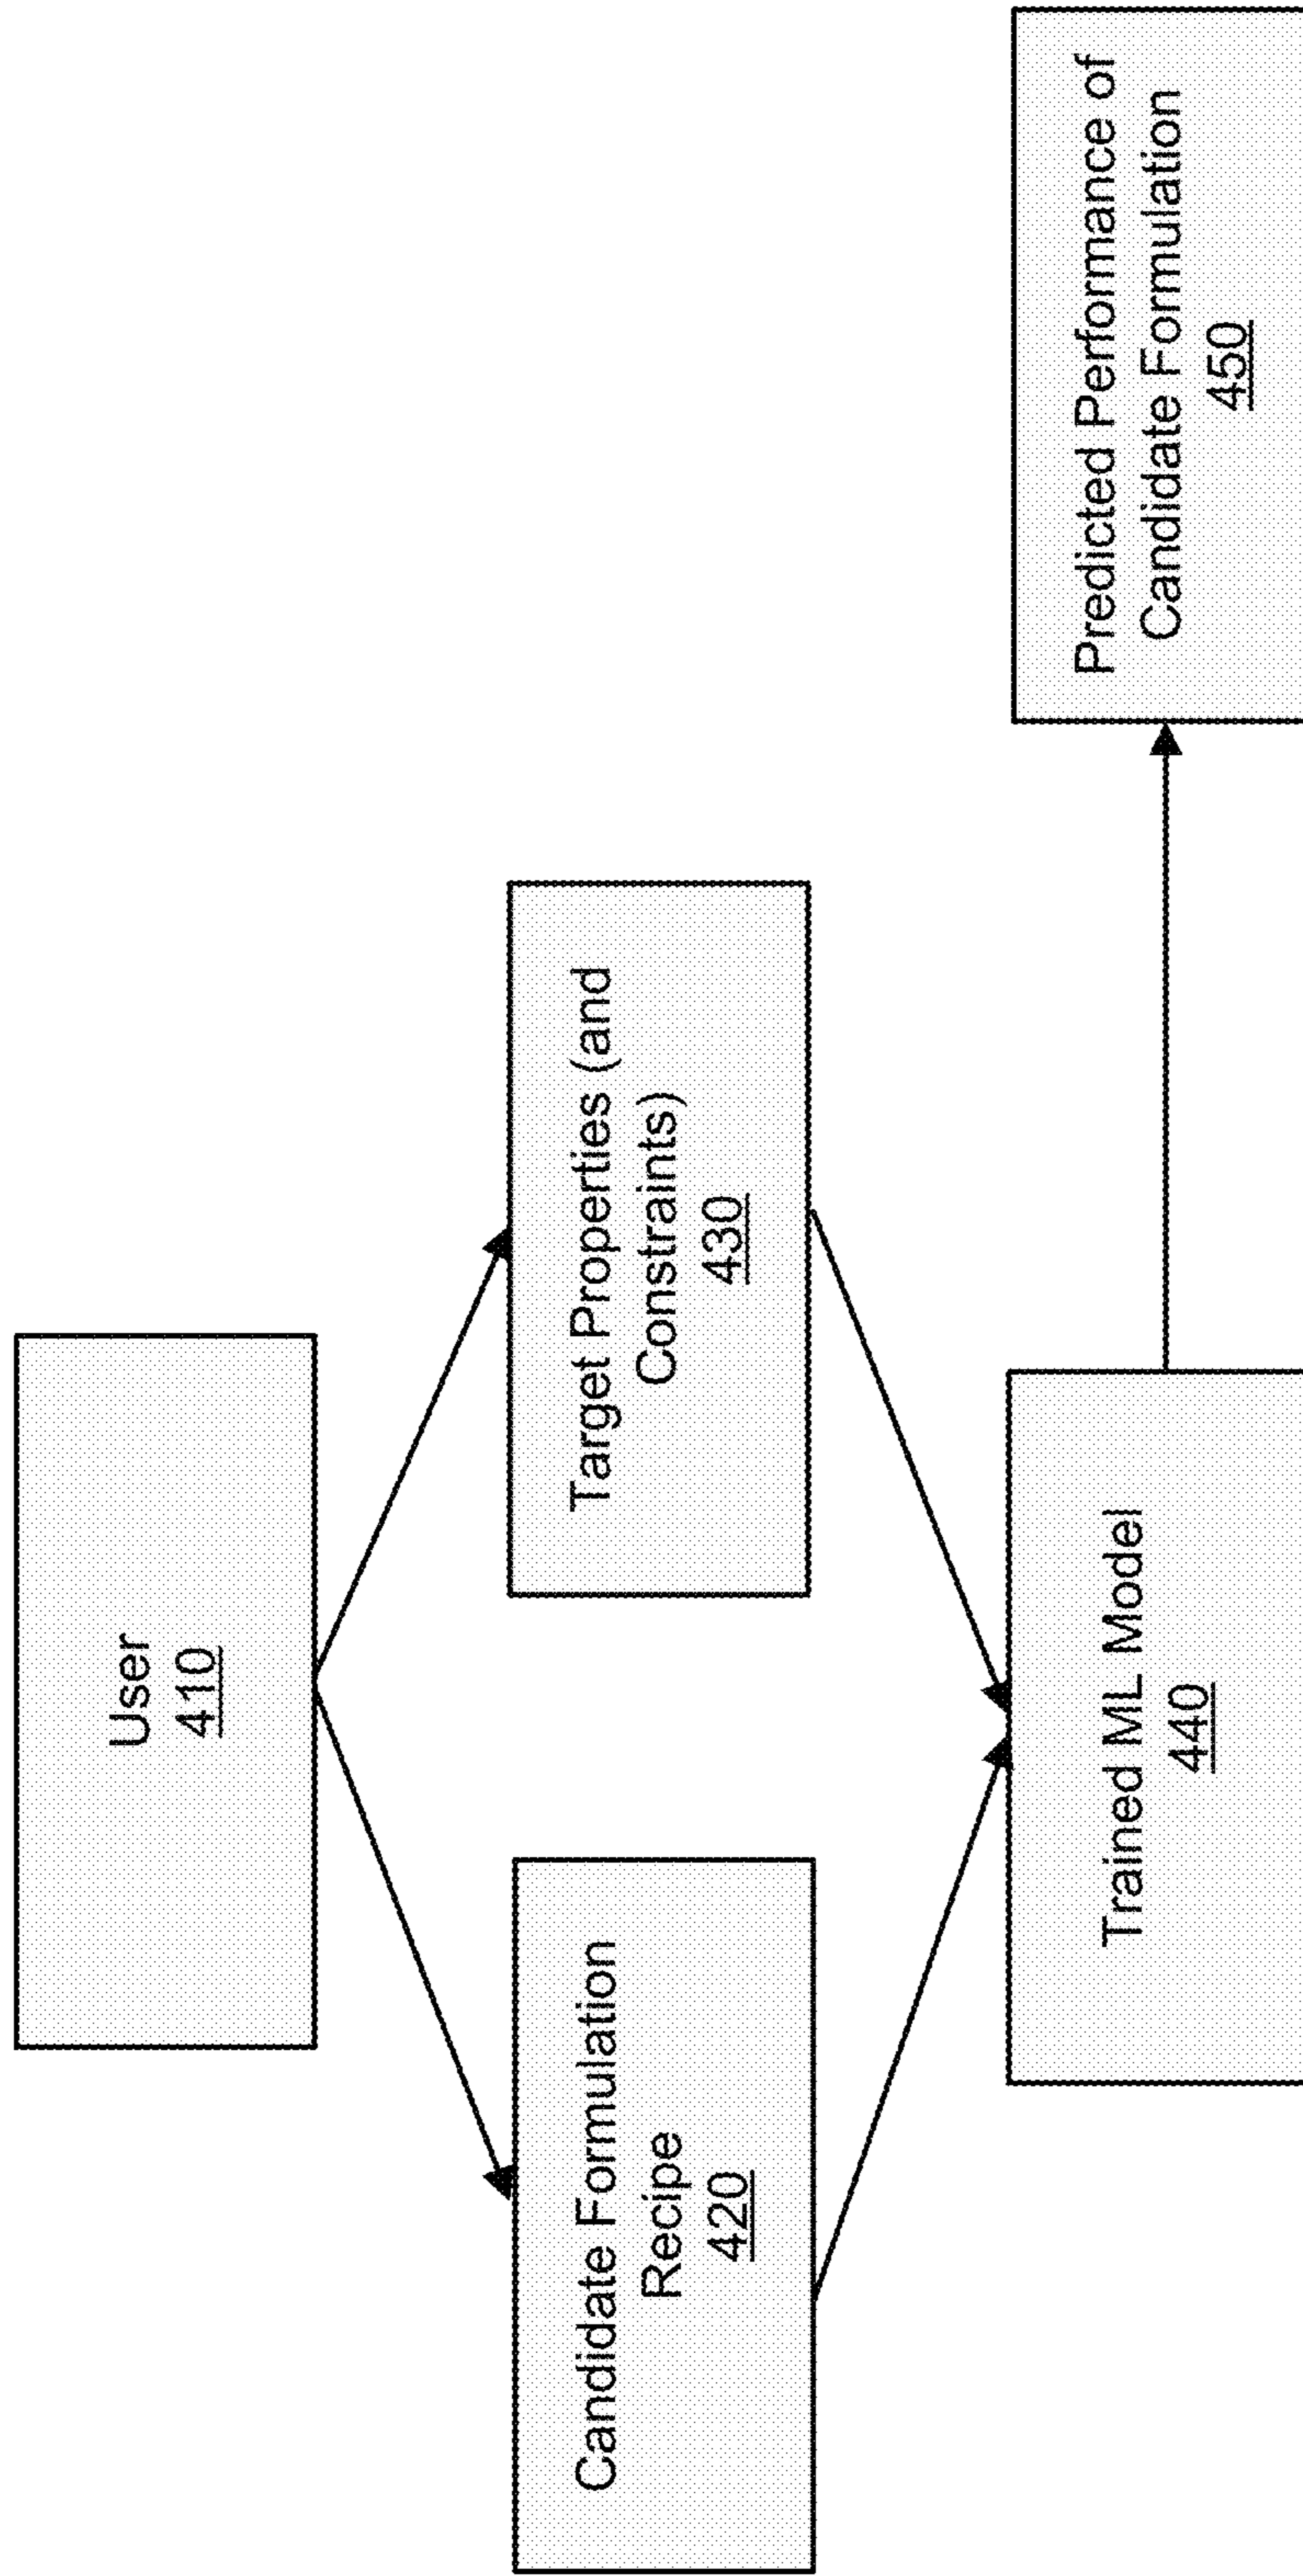 User
410
Candidate Formulation
Recipe
420
Target Properties (and
Constraints)
430
Trained ML Model
440
Predicted Performance of
Candidate Formulation
450